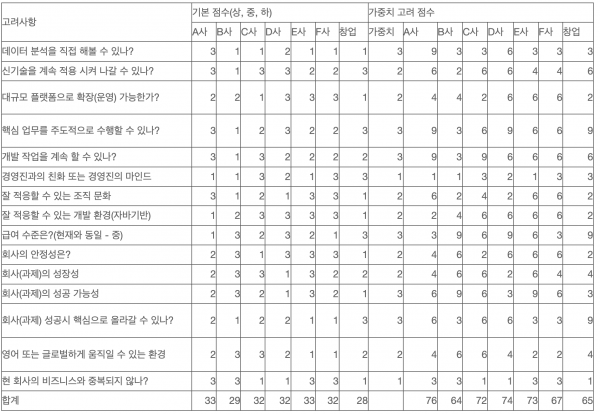 고려사항 기본 점수(상, 중, 하) 가중치 고려 점수
A사 B사 C사 D사 E사 F사 창업 가중치 A사 B사 C사 D사 E사 F사 창업
데이터 분석을 직접 해볼 수 있나? 3 1 1 2 1 1 1 3 9 3 3 6 3 3 3
신기술을 계속 적용 시켜 나갈 수 있나? 3 1 3 3 2 2 3 2 6 2 6 6 4 4 6
대규모 플랫폼으로 확장(운영) 가능한가? 2 2 1 3 3 3 1 2 4 4 2 6 6 6 2
핵심 업무를 주도적으로 수행할 수 있나? 3 1 2 3 2 2 3 3 9 3 6 9 6 6 9
개발 작업을 계속 할 수 있나? 3 1 3 2 2 2 2 3 9 3 9 6 6 6 6
경영진과의 친화 또는 경영진의 마인드 1 1 3 2 1 3 3 1 1 1 3 2 1 3 3
잘 적응할 수 있는 조직 문화 3 1 2 1 3 3 1 2 6 2 4 2 6 6 2
잘 적응할 수 있는 개발 환경(자바기반) 1 2 3 3 3 3 1 2 2 4 6 6 6 6 2
급여 수준은?(현재와 동일 - 중) 1 3 2 3 2 3 1 3 3 9 6 9 6 9 3
회사의 안정성은? 2 3 1 3 3 3 1 2 4 6 2 6 6 6 2
회사(과제)의 성장성 2 3 3 1 3 2 2 2 4 6 6 2 6 4 4
회사(과제)의 성공 가능성 2 3 2 1 3 2 1 3 6 9 6 3 9 6 3
회사(과제) 성공시 핵심으로 올라갈 수 있나? 2 1 2 2 1 1 3 3 6 3 6 6 3 3 9
영어 또는 글로벌하게 움직일 수 있는 환경 2 3 3 2 1 1 2 2 4 6 6 4 2 2 4
현 회사의 비즈니스와 중복되지 않나? 3 3 1 1 3 3 1 1 3 3 1 1 3 3 1
합계 33 29 32 32 33 32 28 76 64 72 74 73 67 65